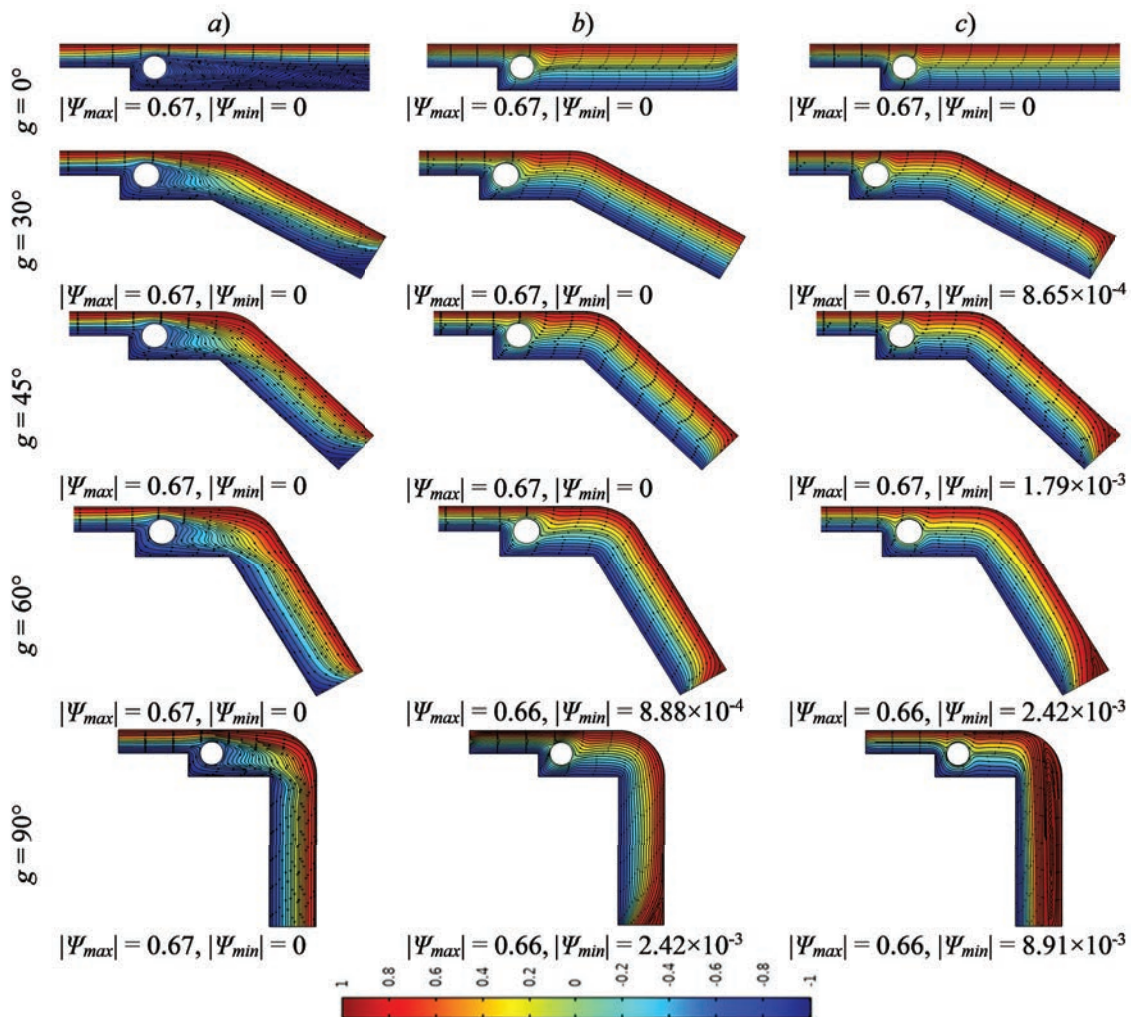 a) b) c)
g = 0°
|Ψmax| = 0.67, |Ψmin| = 0 |Ψmax| = 0.67, |Ψmin| = 0 |Ψmax| = 0.67, |Ψmin| = 0
g = 30°
|Ψmax| = 0.67, |Ψmin| = 0 |Ψmax| = 0.67, |Ψmin| = 0 |Ψmax| = 0.67, |Ψmin| = 8.65×10⁻⁴
g = 45°
|Ψmax| = 0.67, |Ψmin| = 0 |Ψmax| = 0.67, |Ψmin| = 0 |Ψmax| = 0.67, |Ψmin| = 1.79×10⁻³
g = 60°
|Ψmax| = 0.67, |Ψmin| = 0 |Ψmax| = 0.66, |Ψmin| = 8.88×10⁻⁴ |Ψmax| = 0.66, |Ψmin| = 2.42×10⁻³
g = 90°
|Ψmax| = 0.67, |Ψmin| = 0 |Ψmax| = 0.66, |Ψmin| = 2.42×10⁻³ |Ψmax| = 0.66, |Ψmin| = 8.91×10⁻³
1 0.8 0.6 0.4 0.2 0 -0.2 -0.4 -0.6 -0.8 -1